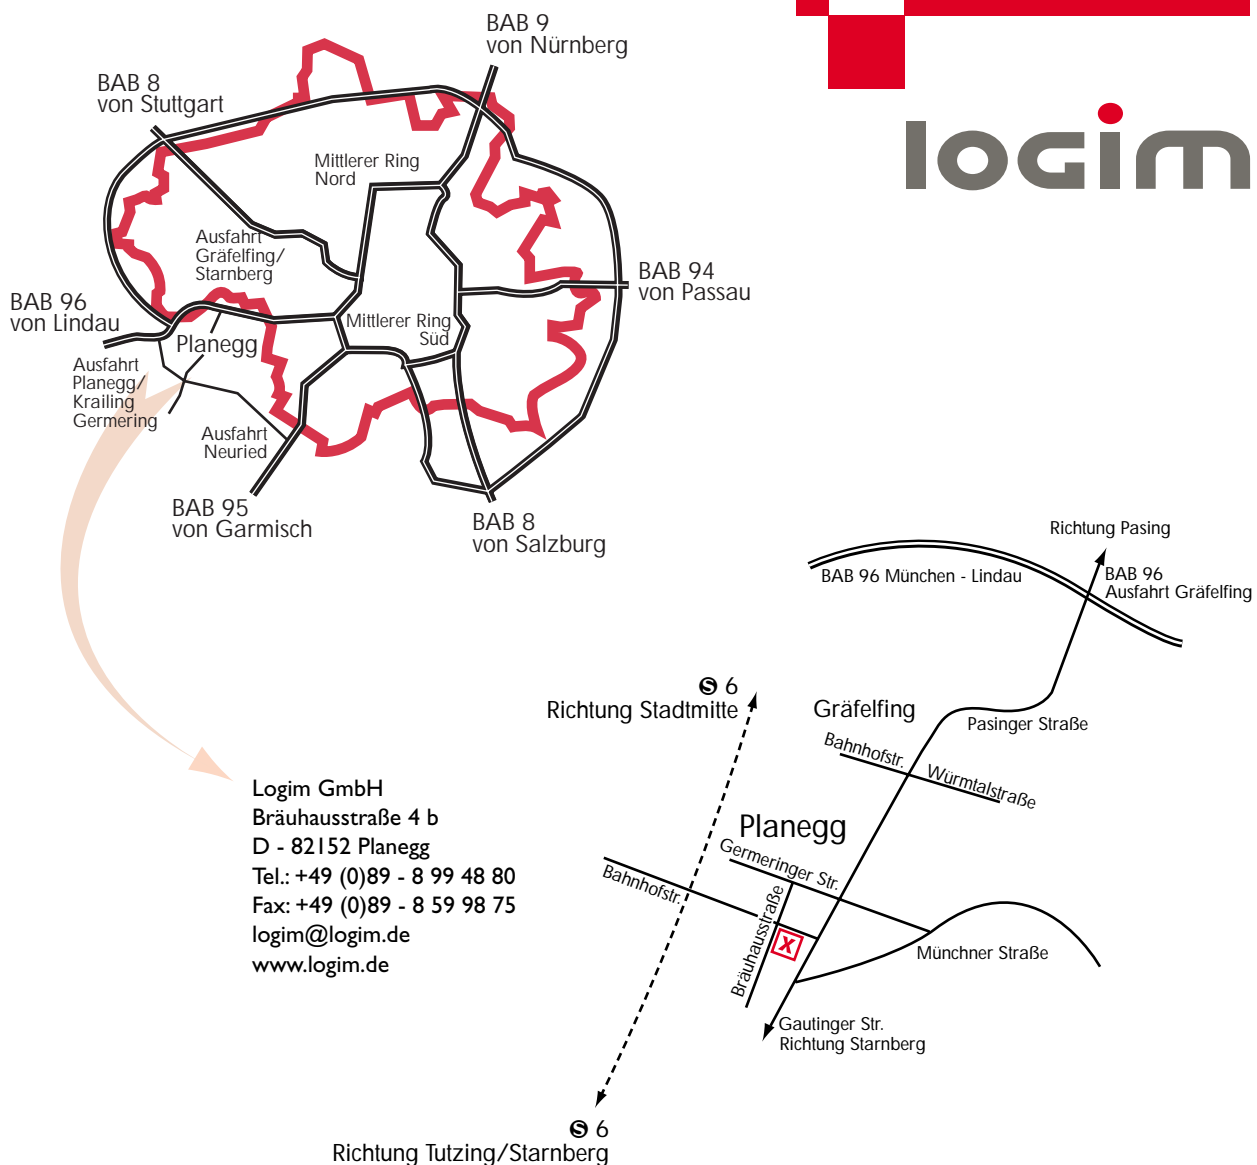 BAB 9
von Nürnberg
BAB 8
von Stuttgart
logim
Mittlerer Ring
Nord
Ausfahrt
Gräfelfing/
Starnberg
BAB 94
von Passau
BAB 96
von Lindau
Mittlerer Ring
Süd
Planegg
Ausfahrt
Planegg/
Krailing
Germering
Ausfahrt
Neuried
BAB 95
von Garmisch
BAB 8
von Salzburg
Richtung Pasing
BAB 96 München - Lindau
BAB 96
Ausfahrt Gräfelfing
S 6
Richtung Stadtmitte
Gräfelfing
Pasinger Straße
Bahnhofstr.
Würmtalstraße
Logim GmbH
Bräuhausstraße 4 b
D - 82152 Planegg
Tel.: +49 (0)89 - 8 99 48 80
Fax: +49 (0)89 - 8 59 98 75
logim@logim.de
www.logim.de
Planegg
Germeringer Str.
Bahnhofstr.
Bräuhausstraße
X
Münchner Straße
Gautinger Str.
Richtung Starnberg
S 6
Richtung Tutzing/Starnberg